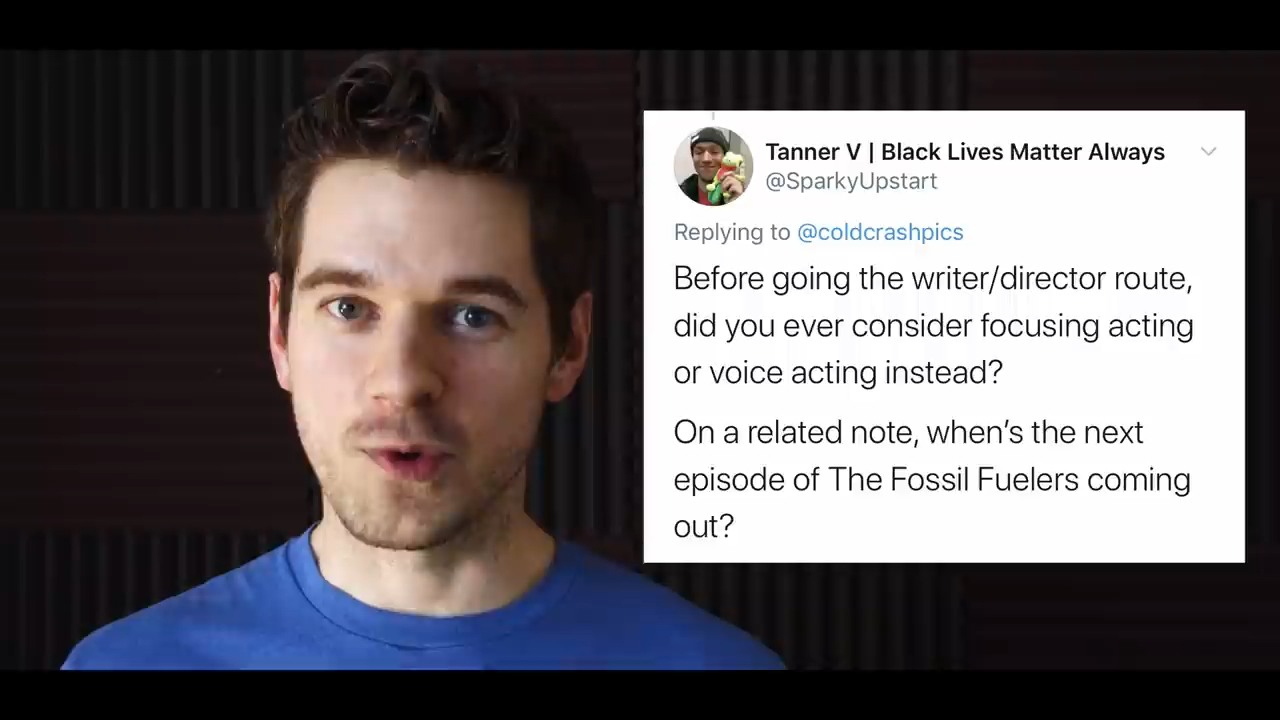 Tanner V | Black Lives Matter Always
@SparkyUpstart
Replying to @coldcrashpics
Before going the writer/director route,
did you ever consider focusing acting
or voice acting instead?
On a related note, when's the next
episode of The Fossil Fuelers coming
out?